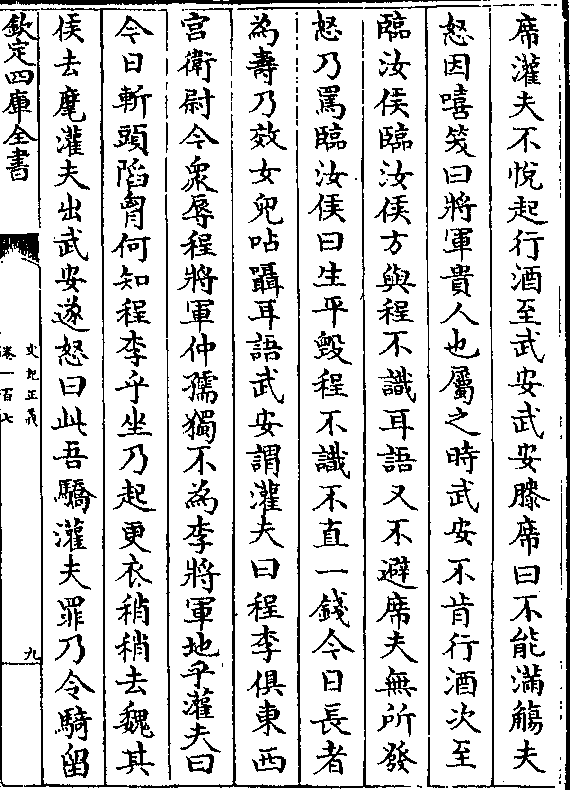 席灌夫不悅起行酒至武安武安膝席曰不能滿觴夫
怒因嘻笑曰將軍貴人也屬之時武安不肯行酒次至
臨汝侯臨汝侯方與程不識耳語又不避席夫無所發
怒乃罵臨汝侯曰生平毀程不識不直一錢今日長者
為壽乃效女兒呫囁耳語武安謂灌夫曰程李俱東西
宫衛尉今衆辱程將軍仲孺獨不為李將軍地乎灌夫曰
今日斬頭陷胷何知程李乎坐乃起更衣稍稍去魏其
侯去麾灌夫出武安遂怒曰此吾驕灌夫罪乃令騎留
欽定四庫全書
史記正義
卷一百七
九